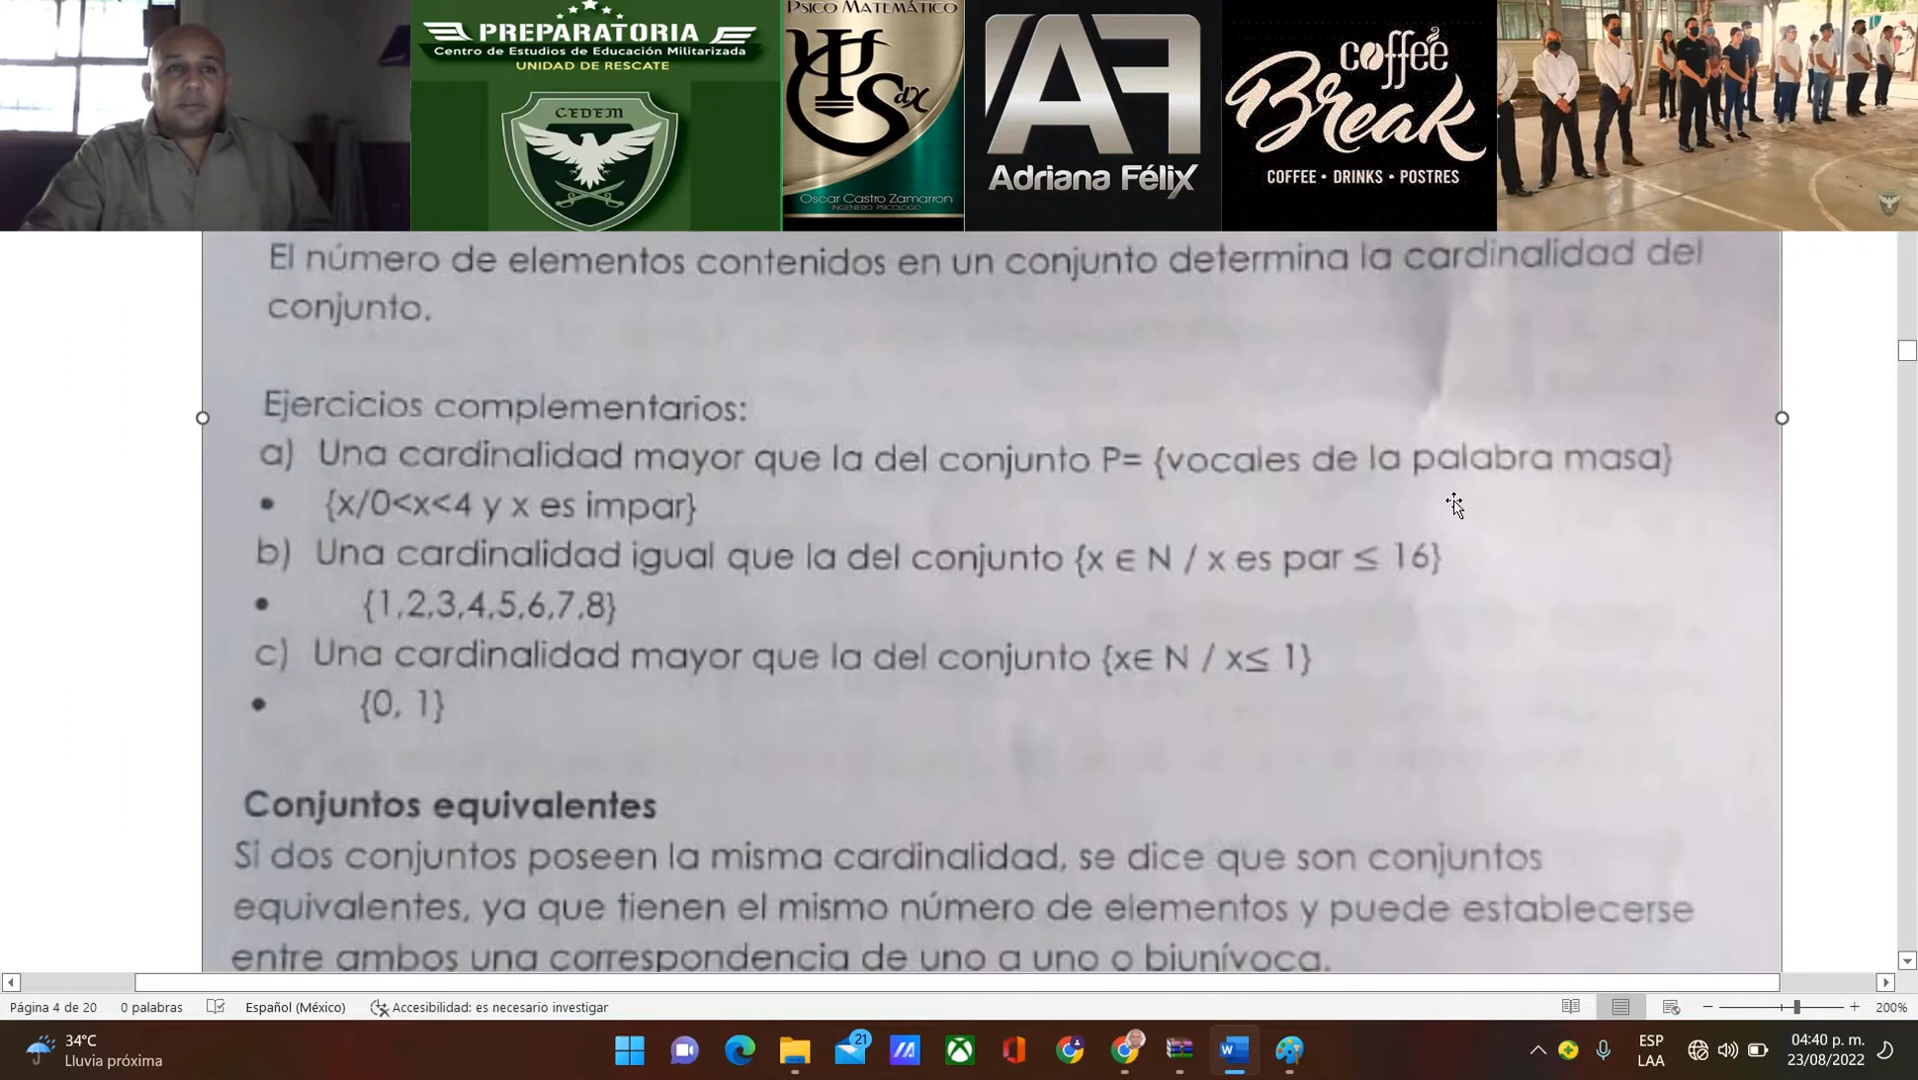 PREPARATORIA
Centro de Estudios de Educación Militarizada
UNIDAD DE RESCATE
CEDEM
PSICO MATEMÁTICO
dx
Oscar Castro Zamarron
INGENIERO PSICOLOGO
AF
Adriana Félix
coffee
Break
COFFEE • DRINKS • POSTRES
El número de elementos contenidos en un conjunto determina la cardinalidad del
conjunto.
Ejercicios complementarios:
a) Una cardinalidad mayor que la del conjunto P= {vocales de la palabra masa}
• {x/0<x<4 y x es impar}
b) Una cardinalidad igual que la del conjunto {x ∈ N / x es par ≤ 16}
• {1,2,3,4,5,6,7,8}
c) Una cardinalidad mayor que la del conjunto {x∈ N / x≤ 1}
• {0, 1}
Conjuntos equivalentes
Si dos conjuntos poseen la misma cardinalidad, se dice que son conjuntos
equivalentes, ya que tienen el mismo número de elementos y puede establecerse
entre ambos una correspondencia de uno a uno o biunívoca.
Página 4 de 20 0 palabras Español (México) Accesibilidad: es necesario investigar 200%
34°C
Lluvia próxima
21
ESP
LAA
04:40 p. m.
23/08/2022